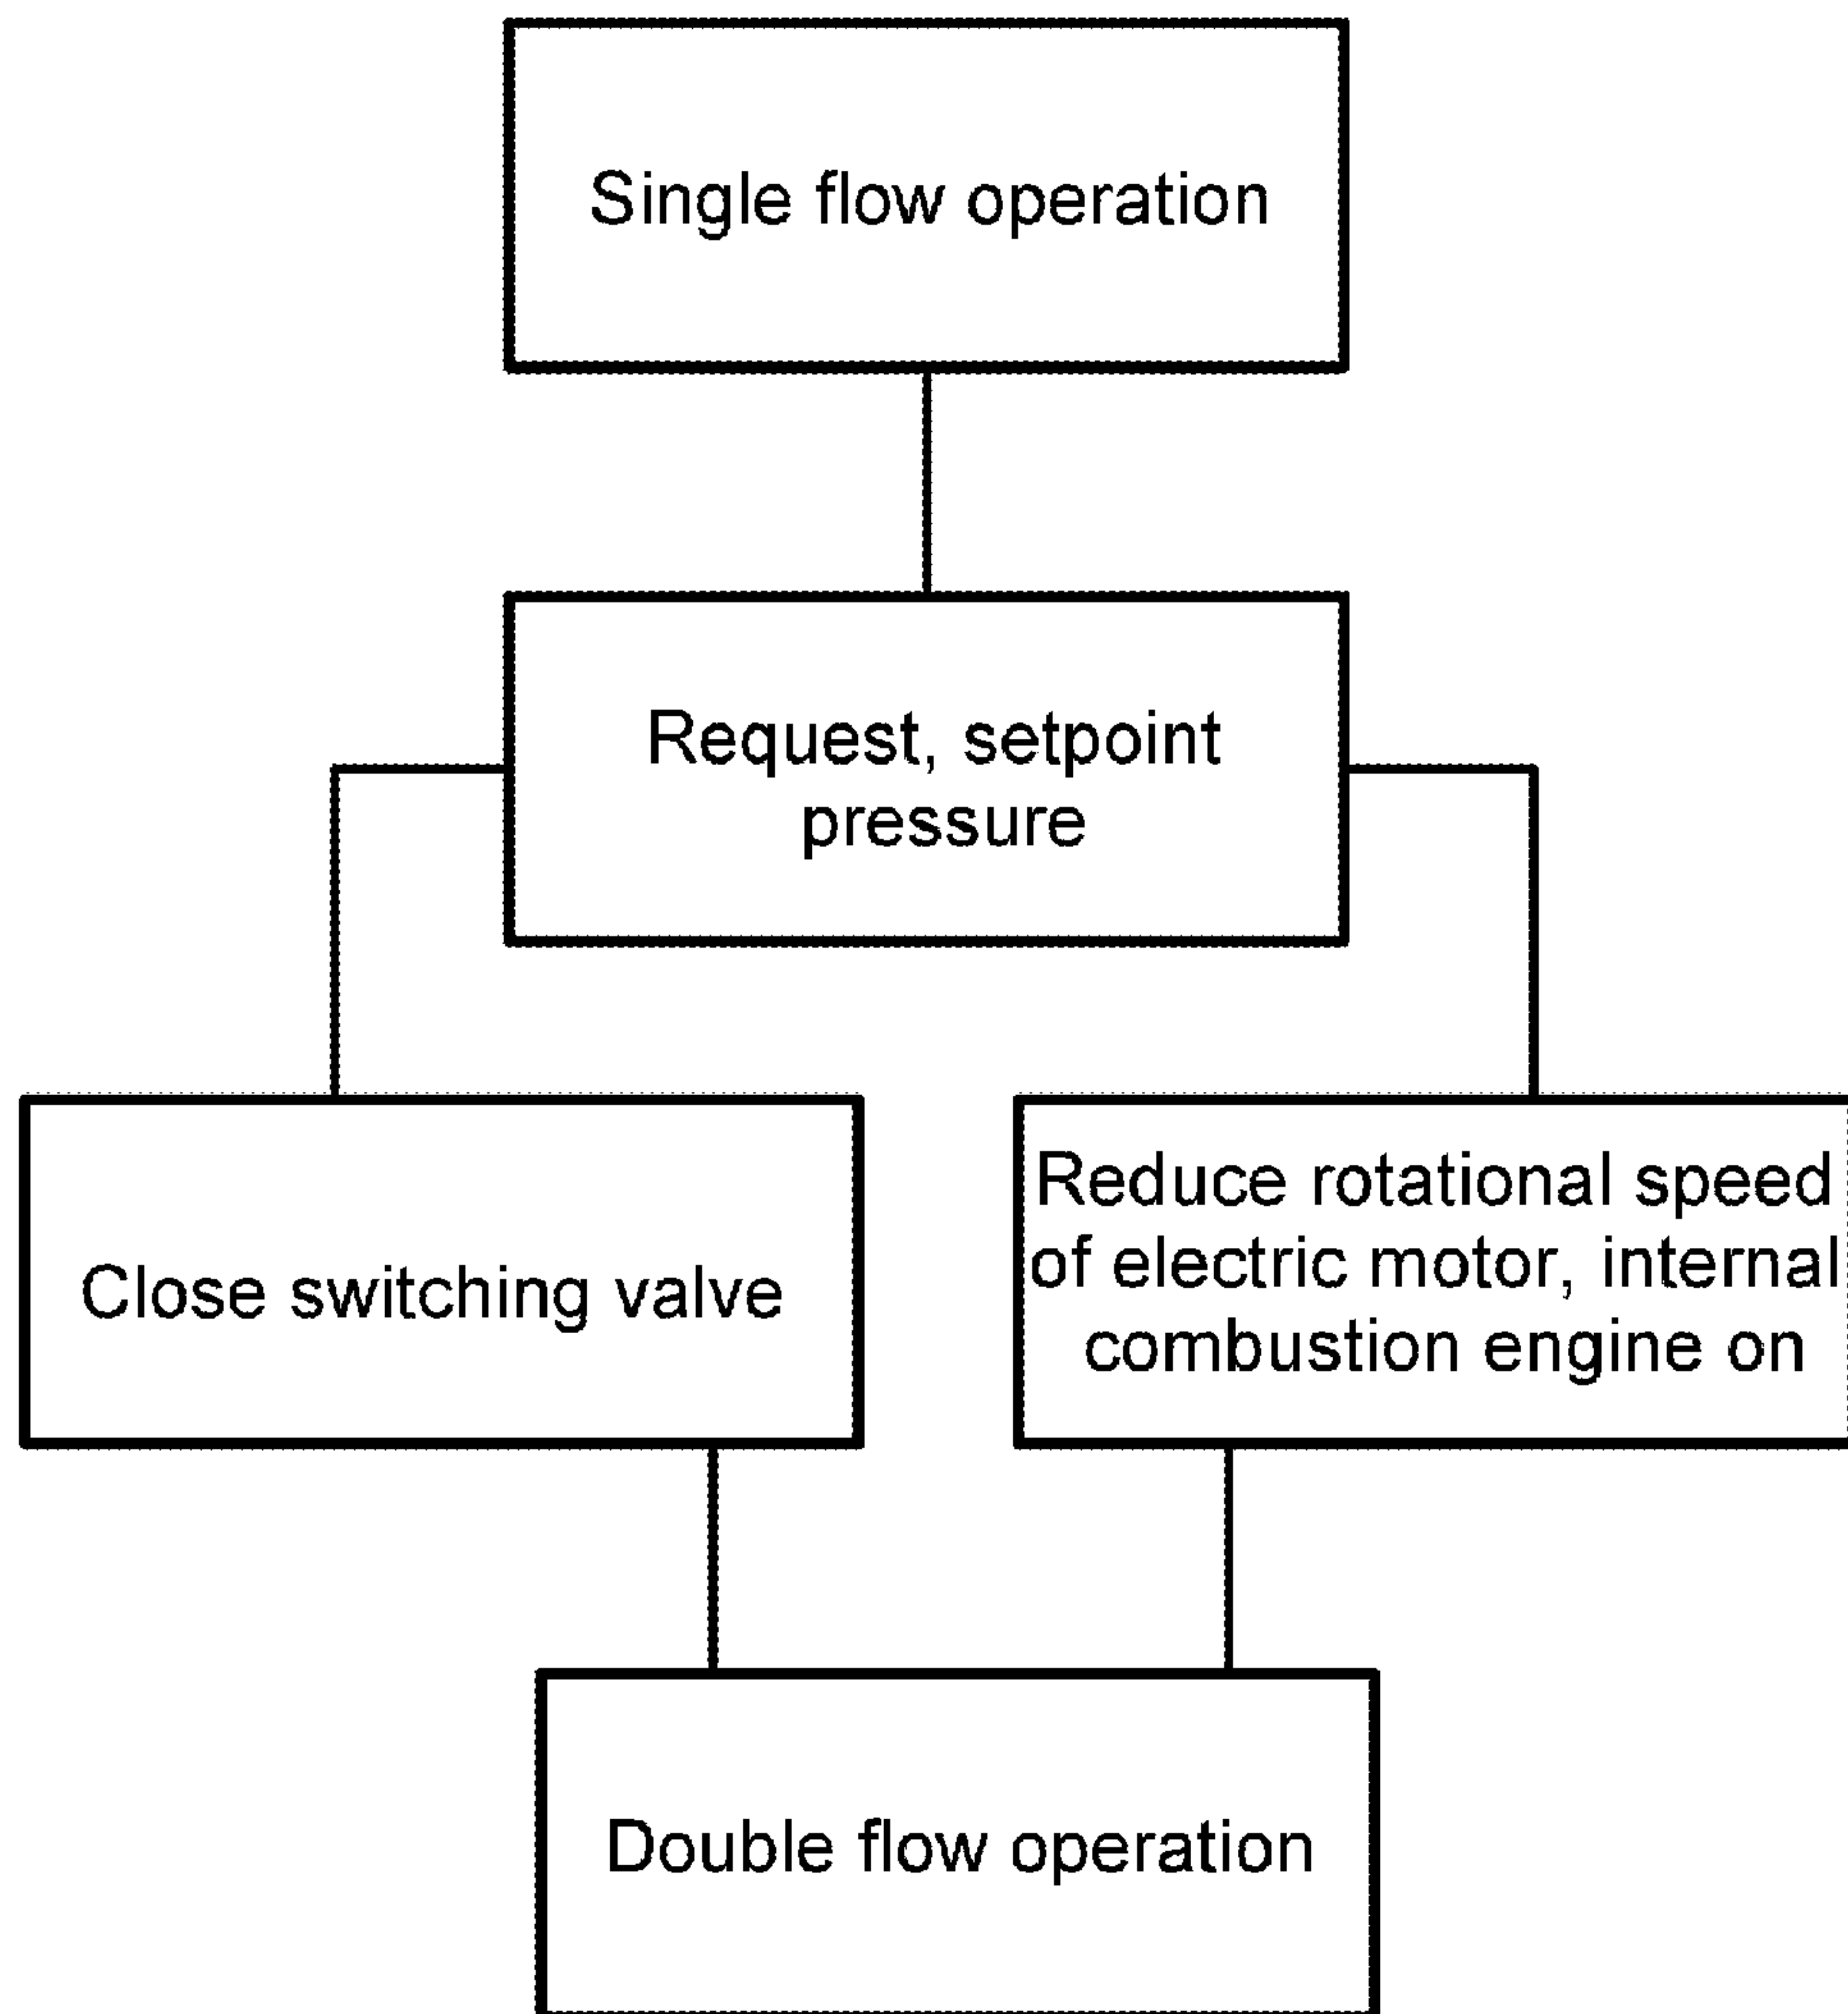 Single flow operation
Request, setpoint
pressure
Close switching valve
Reduce rotational speed
of electric motor, internal
combustion engine on
Double flow operation